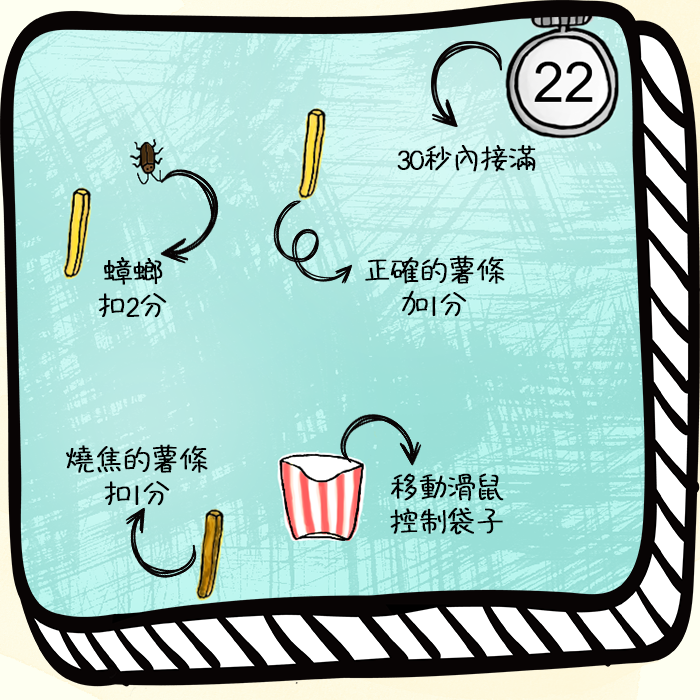 22
30秒內接滿
蟑螂
扣2分
正確的薯條
加1分
燒焦的薯條
扣1分
移動滑鼠
控制袋子